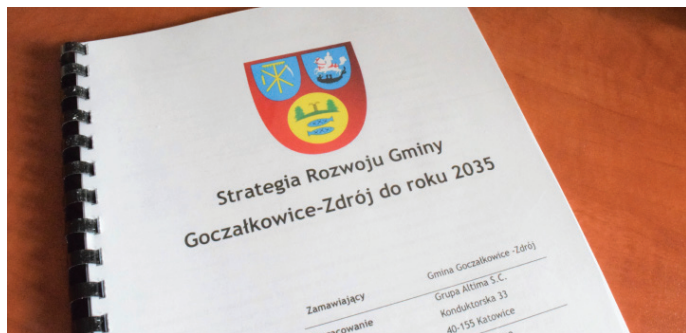 Strategia Rozwoju Gminy
Goczałkowice-Zdrój do roku 2035
Zamawiający
Gmina Goczałkowice -Zdrój
Grupa Altima S.C.
Konduktorska 33
40-155 Katowice